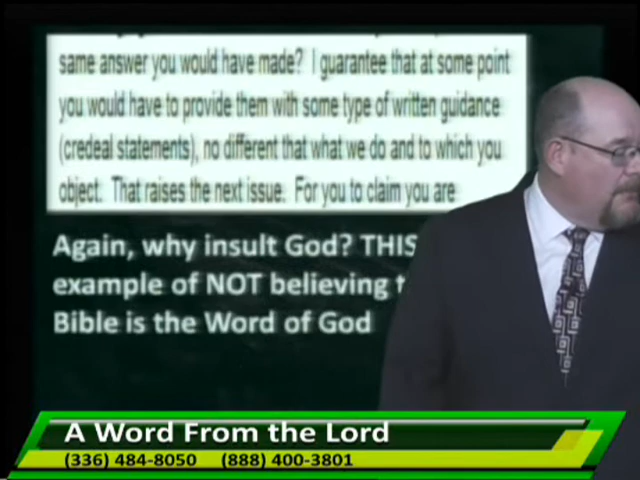 same answer you would have made? I guarantee that at some point
you would have to provide them with some type of written guidance
(credeal statements), no different that what we do and to which you
object. That raises the next issue. For you to claim you are
Again, why insult God? THIS
example of NOT believing t
Bible is the Word of God
A Word From the Lord
(336) 484-8050 (888) 400-3801